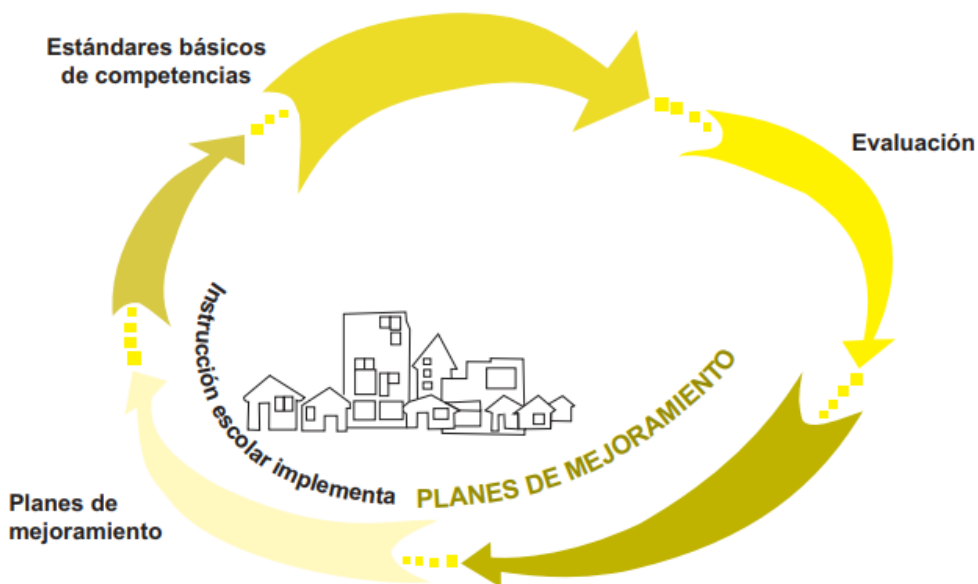 Estándares básicos
de competencias
Evaluación
Instrucción escolar implementa PLANES DE MEJORAMIENTO
Planes de
mejoramiento